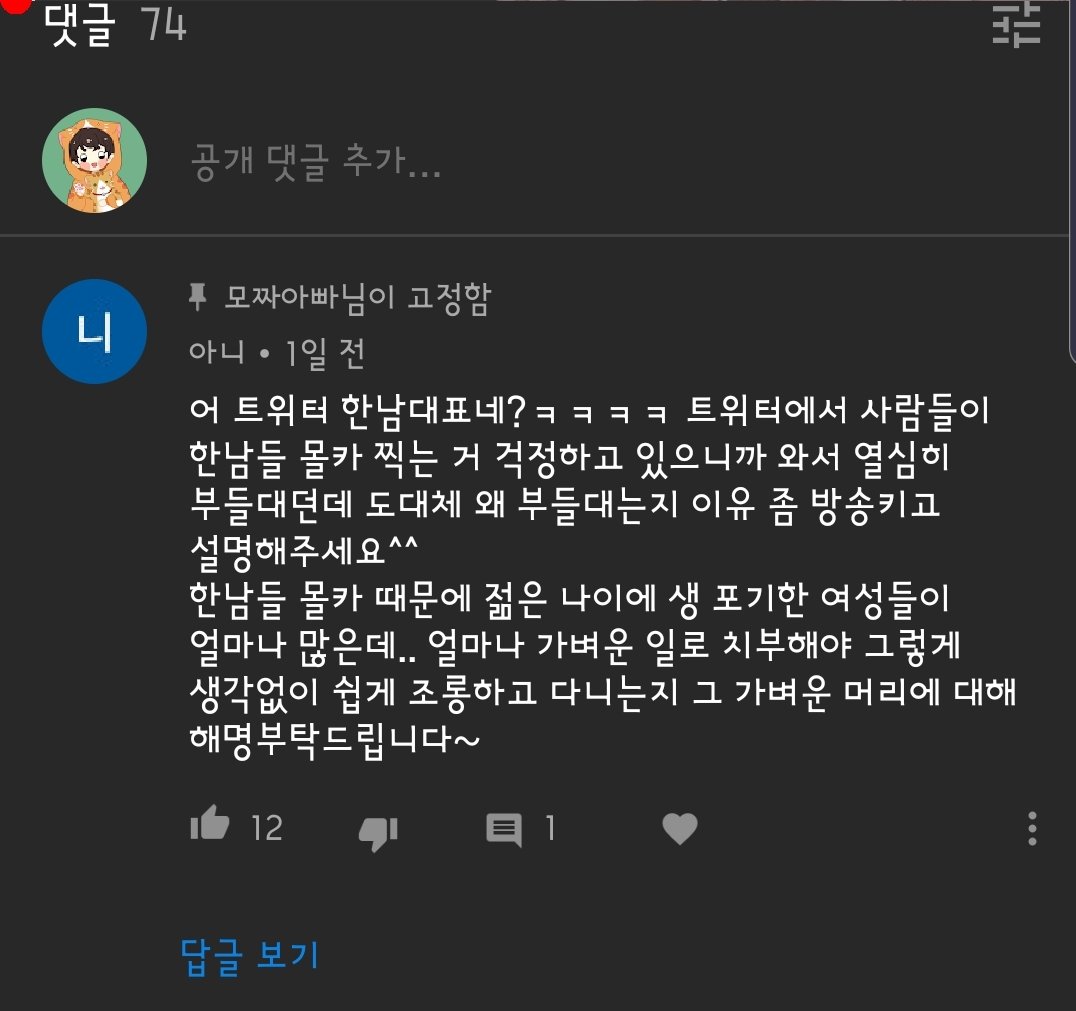 댓글 74
공개 댓글 추가...
니
모짜아빠님이 고정함
아니 • 1일 전
어 트위터 한남대표네?ㅋㅋㅋㅋ 트위터에서 사람들이
한남들 몰카 찍는 거 걱정하고 있으니까 와서 열심히
부들대던데 도대체 왜 부들대는지 이유 좀 방송키고
설명해주세요^^
한남들 몰카 때문에 젊은 나이에 생 포기한 여성들이
얼마나 많은데.. 얼마나 가벼운 일로 치부해야 그렇게
생각없이 쉽게 조롱하고 다니는지 그 가벼운 머리에 대해
해명부탁드립니다~
12 1
답글 보기